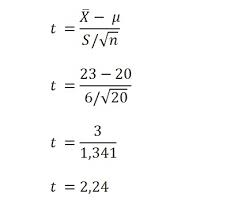 t = X̄ − μ / S/√n
t = 23 − 20 / 6/√20
t = 3 / 1,341
t = 2,24